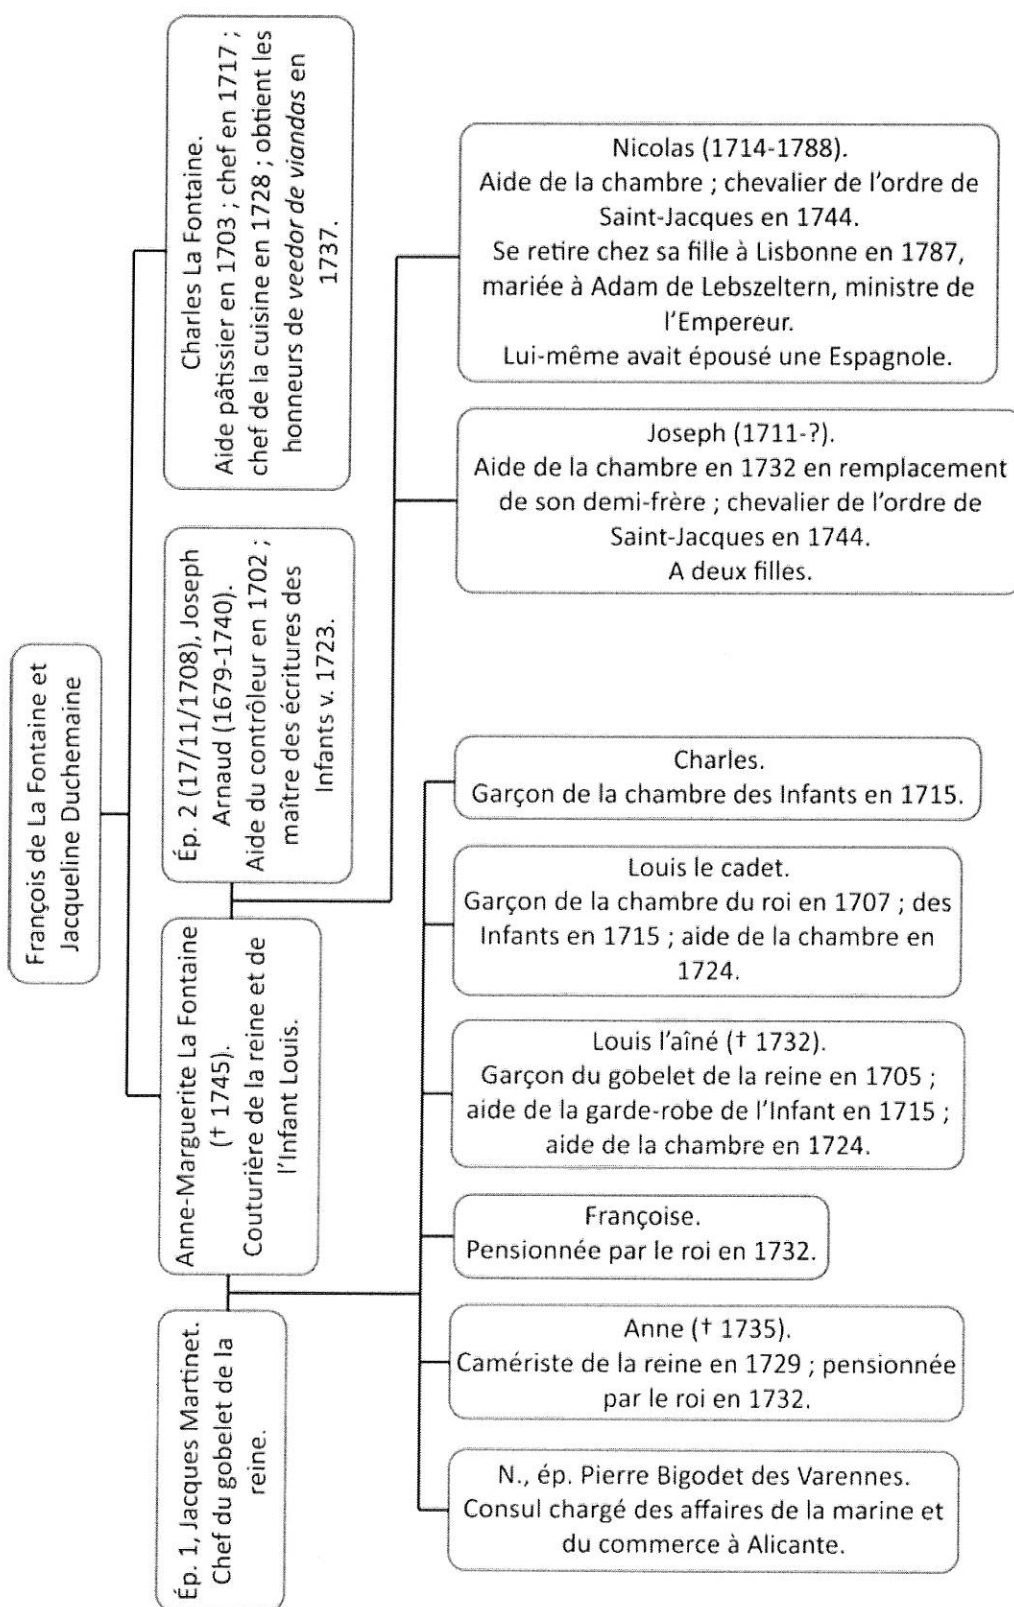 François de La Fontaine et
Jacqueline Duchemaine
Ép. 1, Jacques Martinet.
Chef du gobelet de la
reine.
Anne-Marguerite La Fontaine
(† 1745).
Couturière de la reine et de
l'Infant Louis.
Ép. 2 (17/11/1708), Joseph
Arnaud (1679-1740).
Aide du contrôleur en 1702 ;
maître des écritures des
Infants v. 1723.
Charles La Fontaine.
Aide pâtissier en 1703 ; chef en 1717 ;
chef de la cuisine en 1728 ; obtient les
honneurs de veedor de viandas en
1737.
N., ép. Pierre Bigodet des Varennes.
Consul chargé des affaires de la marine et
du commerce à Alicante.
Anne († 1735).
Camériste de la reine en 1729 ; pensionnée
par le roi en 1732.
Françoise.
Pensionnée par le roi en 1732.
Louis l'aîné († 1732).
Garçon du gobelet de la reine en 1705 ;
aide de la garde-robe de l'Infant en 1715 ;
aide de la chambre en 1724.
Louis le cadet.
Garçon de la chambre du roi en 1707 ; des
Infants en 1715 ; aide de la chambre en
1724.
Charles.
Garçon de la chambre des Infants en 1715.
Joseph (1711-?).
Aide de la chambre en 1732 en remplacement
de son demi-frère ; chevalier de l'ordre de
Saint-Jacques en 1744.
A deux filles.
Nicolas (1714-1788).
Aide de la chambre ; chevalier de l'ordre de
Saint-Jacques en 1744.
Se retire chez sa fille à Lisbonne en 1787,
mariée à Adam de Lebszeltern, ministre de
l'Empereur.
Lui-même avait épousé une Espagnole.